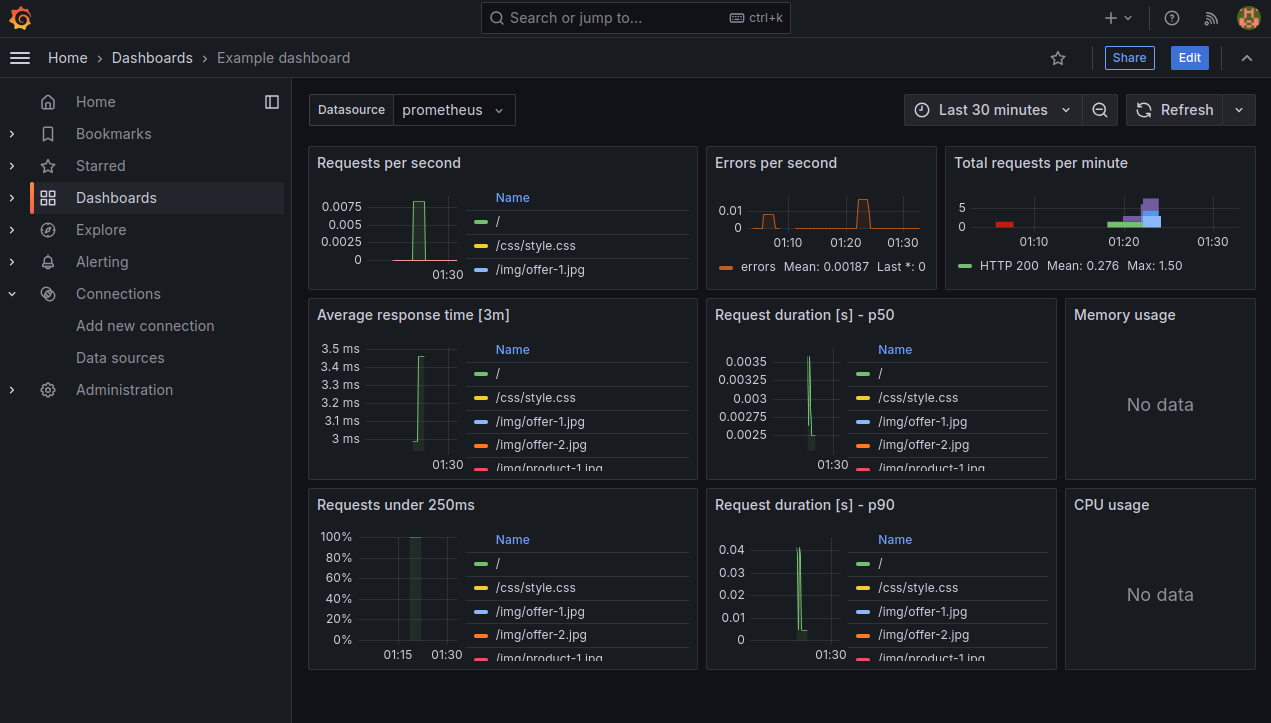 Search or jump to... ctrl+k
Home › Dashboards › Example dashboard
Share
Edit
Home
Bookmarks
Starred
Dashboards
Explore
Alerting
Connections
Add new connection
Data sources
Administration
Datasource prometheus
Last 30 minutes
Refresh
Requests per second
0.0075
0.005
0.0025
0
01:30
Name
/
/css/style.css
/img/offer-1.jpg
Errors per second
0.01
0
01:10 01:20 01:30
errors Mean: 0.00187 Last *: 0
Total requests per minute
5
0
01:10 01:20 01:30
HTTP 200 Mean: 0.276 Max: 1.50
Average response time [3m]
3.5 ms
3.4 ms
3.3 ms
3.2 ms
3.1 ms
3 ms
01:30
Name
/
/css/style.css
/img/offer-1.jpg
/img/offer-2.jpg
/img/product-1.jpg
Request duration [s] - p50
0.0035
0.00325
0.003
0.00275
0.0025
01:30
Name
/
/css/style.css
/img/offer-1.jpg
/img/offer-2.jpg
/img/product-1.jpg
Memory usage
No data
Requests under 250ms
100%
80%
60%
40%
20%
0%
01:15 01:30
Name
/
/css/style.css
/img/offer-1.jpg
/img/offer-2.jpg
/img/product-1.jpg
Request duration [s] - p90
0.04
0.03
0.02
0.01
0
01:30
Name
/
/css/style.css
/img/offer-1.jpg
/img/offer-2.jpg
/img/product-1.jpg
CPU usage
No data